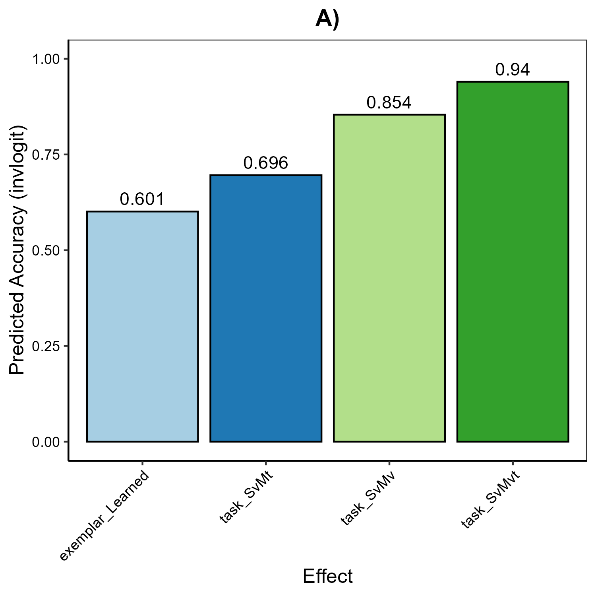 A)
Predicted Accuracy (invlogit)
1.00
0.75
0.50
0.25
0.00
0.601
0.696
0.854
0.94
exemplar_Learned
task_SvMt
task_SvMv
task_SvMvt
Effect